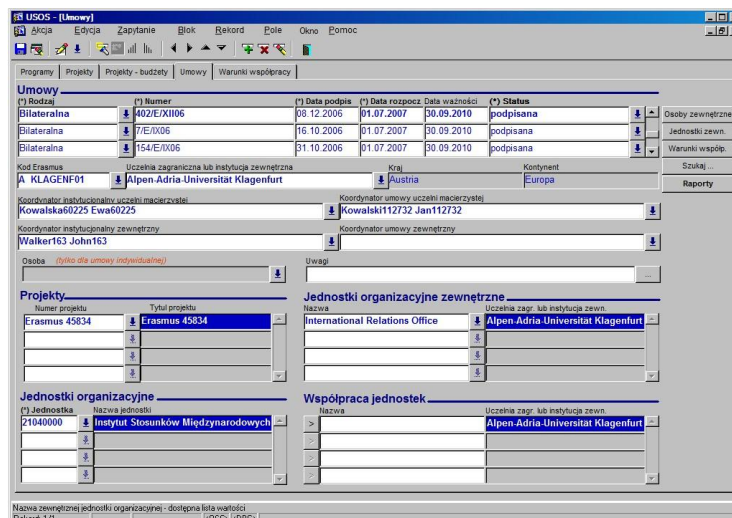 USOS - [Umowy]
Akcja Edycja Zapytanie Blok Rekord Pole Okno Pomoc
Programy Projekty Projekty - budżety Umowy Warunki współpracy
Umowy
(*) Rodzaj (*) Numer (*) Data podpis (*) Data rozpocz Data ważności (*) Status
Bilateralna 402/E/XII06 08.12.2006 01.07.2007 30.09.2010 podpisana
Bilateralna 7/E/IX06 16.10.2006 01.07.2007 30.09.2010 podpisana
Bilateralna 154/E/IX06 31.10.2006 01.07.2007 30.09.2010 podpisana
Osoby zewnętrzne
Jednostki zewn.
Warunki współp.
Szukaj ...
Raporty
Kod Erasmus Uczelnia zagraniczna lub instytucja zewnętrzna Kraj Kontynent
A KLAGENF01 Alpen-Adria-Universität Klagenfurt Austria Europa
Koordynator instytucjonalny uczelni macierzystej Koordynator umowy uczelni macierzystej
Kowalska60225 Ewa60225 Kowalski112732 Jan112732
Koordynator instytucjonalny zewnętrzny Koordynator umowy zewnętrzny
Walker163 John163
Osoba (tylko dla umowy indywidualnej) Uwagi
...
Projekty Jednostki organizacyjne zewnętrzne
Numer projektu Tytuł projektu Nazwa Uczelnia zagr. lub instytucja zewn.
Erasmus 45834 Erasmus 45834 International Relations Office Alpen-Adria-Universität Klagenfurt
Jednostki organizacyjne Współpraca jednostek
(*) Jednostka Nazwa jednostki Nazwa Uczelnia zagr. lub instytucja zewn.
21040000 Instytut Stosunków Międzynarodowych > Alpen-Adria-Universität Klagenfurt
>
>
>
Nazwa zewnętrznej jednostki organizacyjnej - dostępna lista wartości